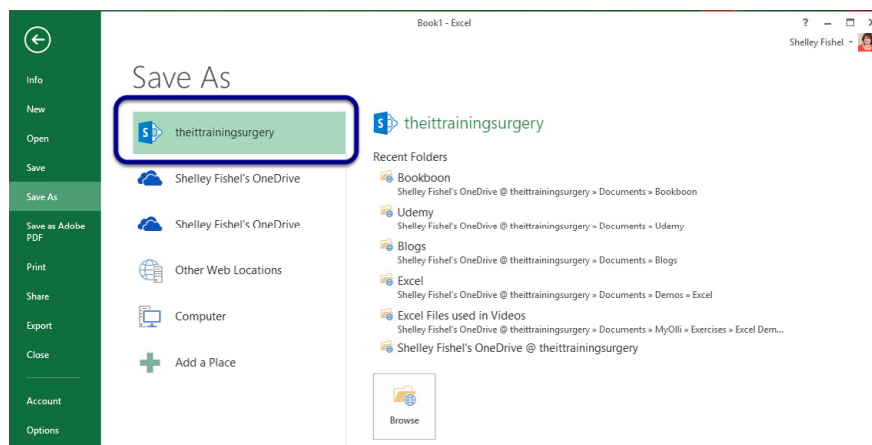 Book1 - Excel
?
Shelley Fishel
Info
New
Open
Save
Save As
Save as Adobe
PDF
Print
Share
Export
Close
Account
Options
Save As
theittrainingsurgery
Shelley Fishel's OneDrive
Shelley Fishel's OneDrive
Other Web Locations
Computer
Add a Place
S theittrainingsurgery
Recent Folders
Bookboon
Shelley Fishel's OneDrive @ theittrainingsurgery » Documents » Bookboon
Udemy
Shelley Fishel's OneDrive @ theittrainingsurgery » Documents » Udemy
Blogs
Shelley Fishel's OneDrive @ theittrainingsurgery » Documents » Blogs
Excel
Shelley Fishel's OneDrive @ theittrainingsurgery » Documents » Demos » Excel
Excel Files used in Videos
Shelley Fishel's OneDrive @ theittrainingsurgery » Documents » MyOlli » Exercises » Excel Dem...
Shelley Fishel's OneDrive @ theittrainingsurgery
Browse